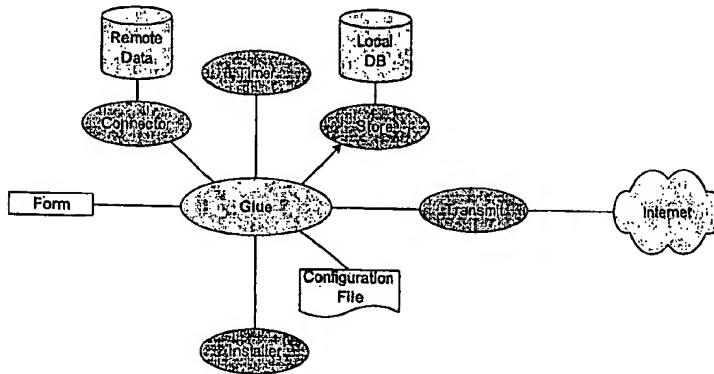 Remote
Data
Local
DB
Timer
Connector
Store
Form
Glue
Transmit
Internet
Configuration
File
Installer